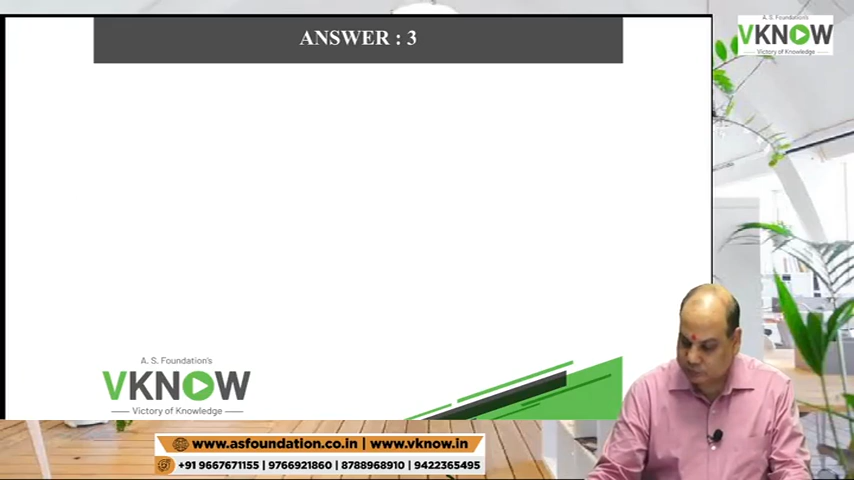 ANSWER : 3
A. S. Foundation's
VKNOW
Victory of Knowledge
A. S. Foundation's
VKNOW
Victory of Knowledge
www.asfoundation.co.in | www.vknow.in
+91 9667671155 | 9766921860 | 8788968910 | 9422365495